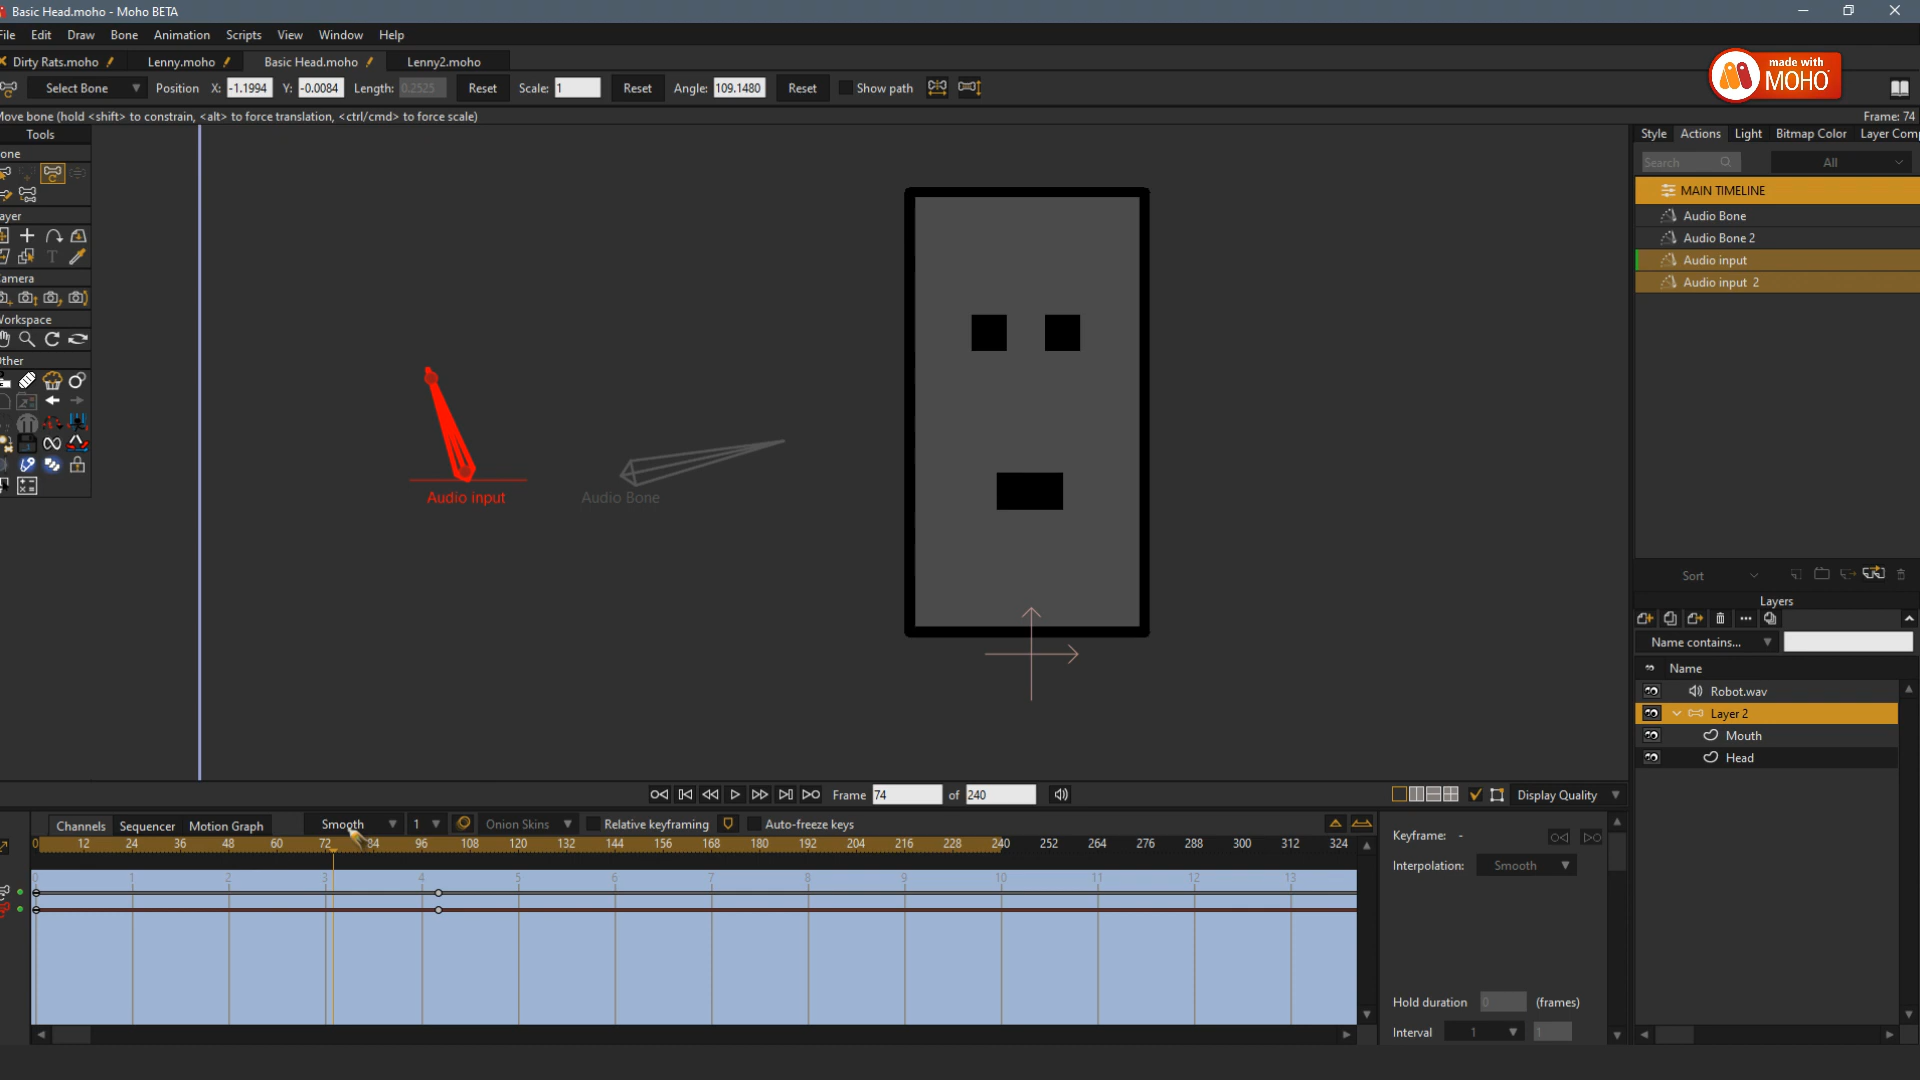 Basic Head.moho - Moho BETA
File Edit Draw Bone Animation Scripts View Window Help
Dirty Rats.moho Lenny.moho Basic Head.moho Lenny2.moho
made with
MOHO
Select Bone Position X: -1.1994 Y: -0.0084 Length: 0.2525 Reset Scale: 1 Reset Angle: 109.1480 Reset Show path
Move bone (hold <shift> to constrain, <alt> to force translation, <ctrl/cmd> to force scale)
Frame: 74
Tools
Style Actions Light Bitmap Color Layer Comp
one
Search All
MAIN TIMELINE
Audio Bone
ayer
Audio Bone 2
Audio input
amera
Audio input 2
Workspace
Other
Audio input Audio Bone
Sort
Layers
Name contains...
Name
Robot.wav
Layer 2
Mouth
Head
Frame 74 of 240 Display Quality
Channels Sequencer Motion Graph Smooth 1 Onion Skins Relative keyframing Auto-freeze keys
0 12 24 36 48 60 72 84 96 108 120 132 144 156 168 180 192 204 216 228 240 252 264 276 288 300 312 324
0 1 2 3 4 5 6 7 8 9 10 11 12 13
Keyframe: -
Interpolation: Smooth
Hold duration 0 (frames)
Interval 1 1